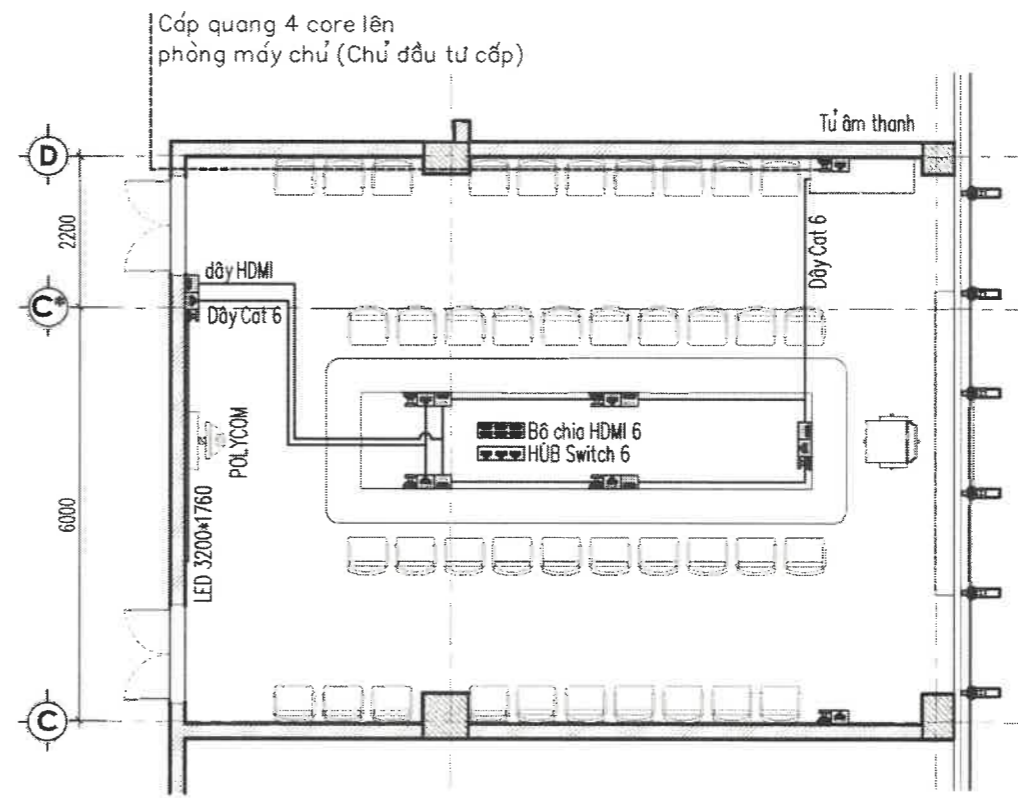 Cáp quang 4 core lên
phòng máy chủ (Chủ đầu tư cấp)
Tủ âm thanh
D
2200
Dây Cat 6
dây HDMI
C*
Dây Cat 6
POLYCOM
Bộ chia HDMI 6
HUB Switch 6
6000
LED 3200*1760
C